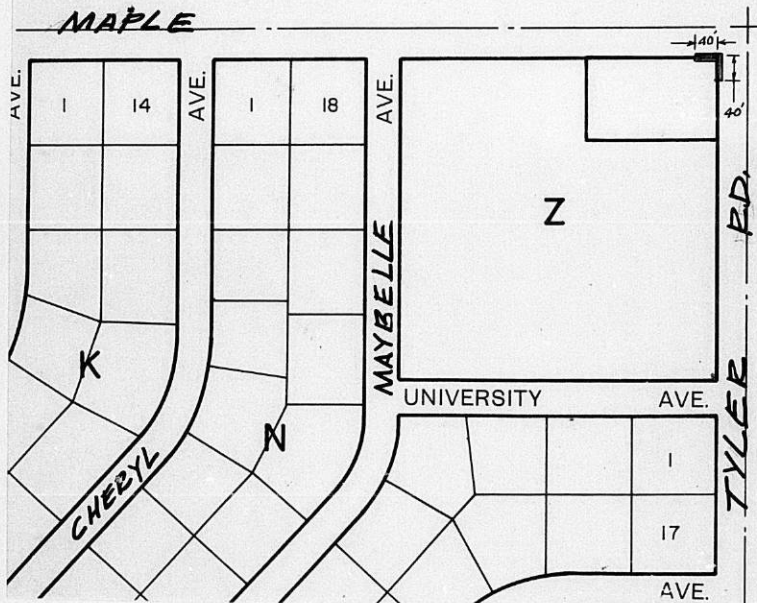 MAPLE
40'
40'
AVE.
1
14
AVE.
1
18
AVE.
Z
RD.
MAYBELLE
K
N
UNIVERSITY AVE.
CHERYL
1
TYLER
17
AVE.